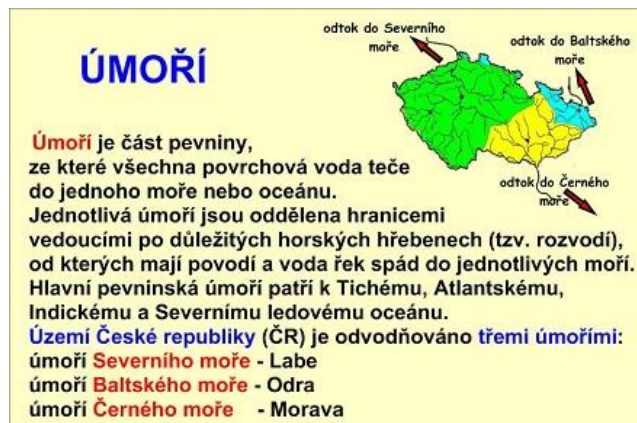 ÚMOŘÍ
odtok do Severního
moře
odtok do Baltského
moře
odtok do Černého
moře
Úmoří je část pevniny,
ze které všechna povrchová voda teče
do jednoho moře nebo oceánu.
Jednotlivá úmoří jsou oddělena hranicemi
vedoucími po důležitých horských hřebenech (tzv. rozvodí),
od kterých mají povodí a voda řek spád do jednotlivých moří.
Hlavní pevninská úmoří patří k Tichému, Atlantskému,
Indickému a Severnímu ledovému oceánu.
Území České republiky (ČR) je odvodňováno třemi úmořími:
úmoří Severního moře - Labe
úmoří Baltského moře - Odra
úmoří Černého moře - Morava